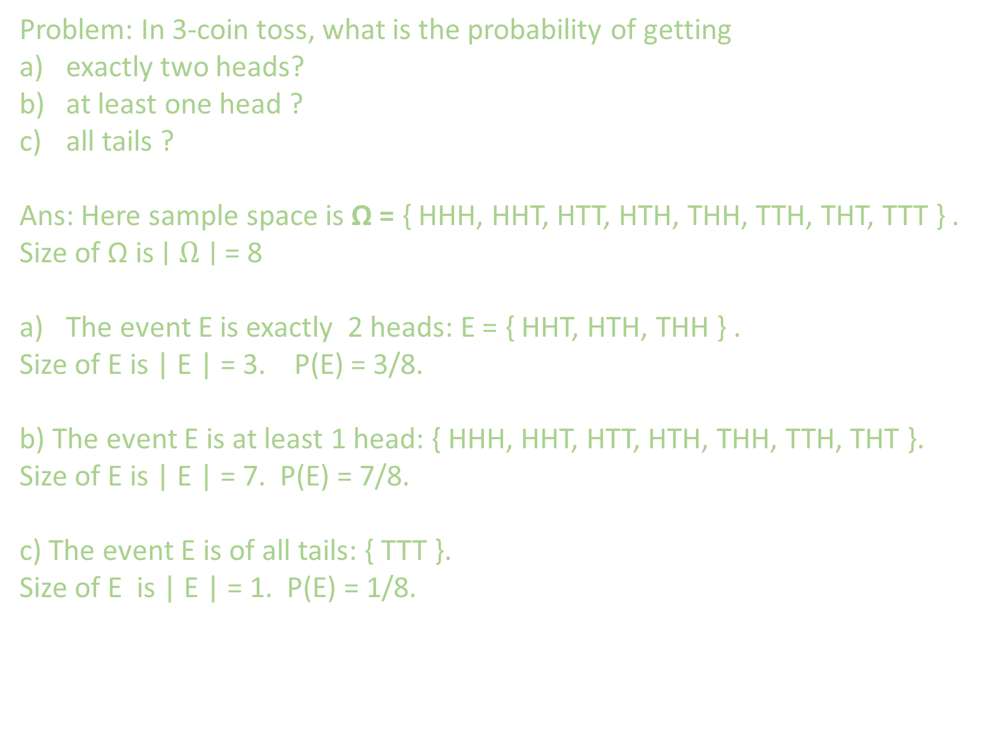 Problem: In 3-coin toss, what is the probability of getting
a) exactly two heads?
b) at least one head ?
c) all tails ?
Ans: Here sample space is Ω = { HHH, HHT, HTT, HTH, THH, TTH, THT, TTT } .
Size of Ω is | Ω | = 8
a) The event E is exactly 2 heads: E = { HHT, HTH, THH } .
Size of E is | E | = 3. P(E) = 3/8.
b) The event E is at least 1 head: { HHH, HHT, HTT, HTH, THH, TTH, THT }.
Size of E is | E | = 7. P(E) = 7/8.
c) The event E is of all tails: { TTT }.
Size of E is | E | = 1. P(E) = 1/8.